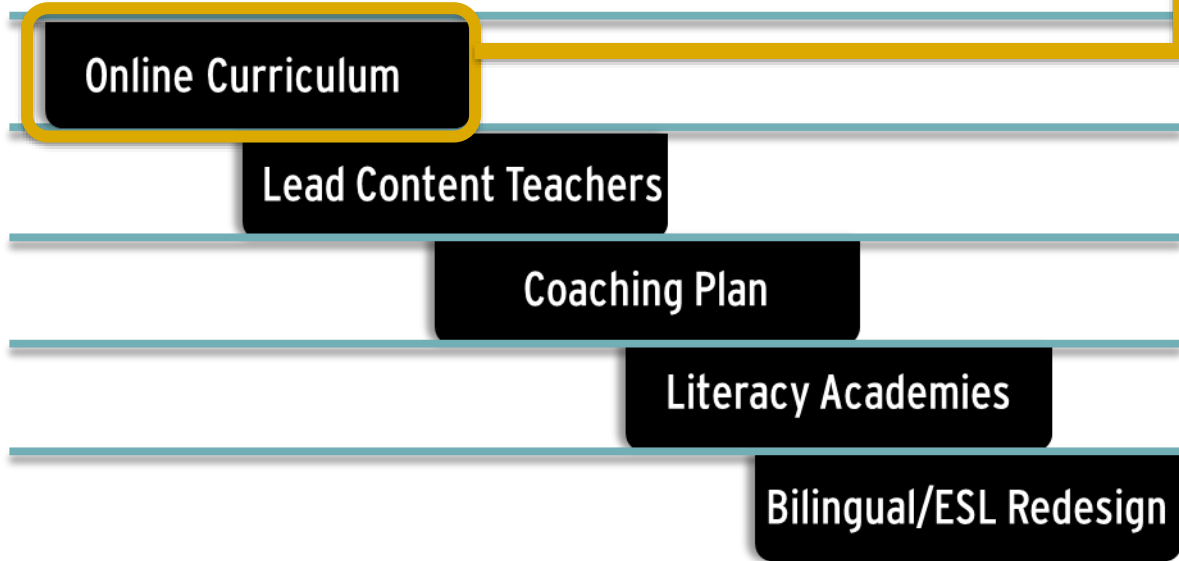 Online Curriculum
Lead Content Teachers
Coaching Plan
Literacy Academies
Bilingual/ESL Redesign